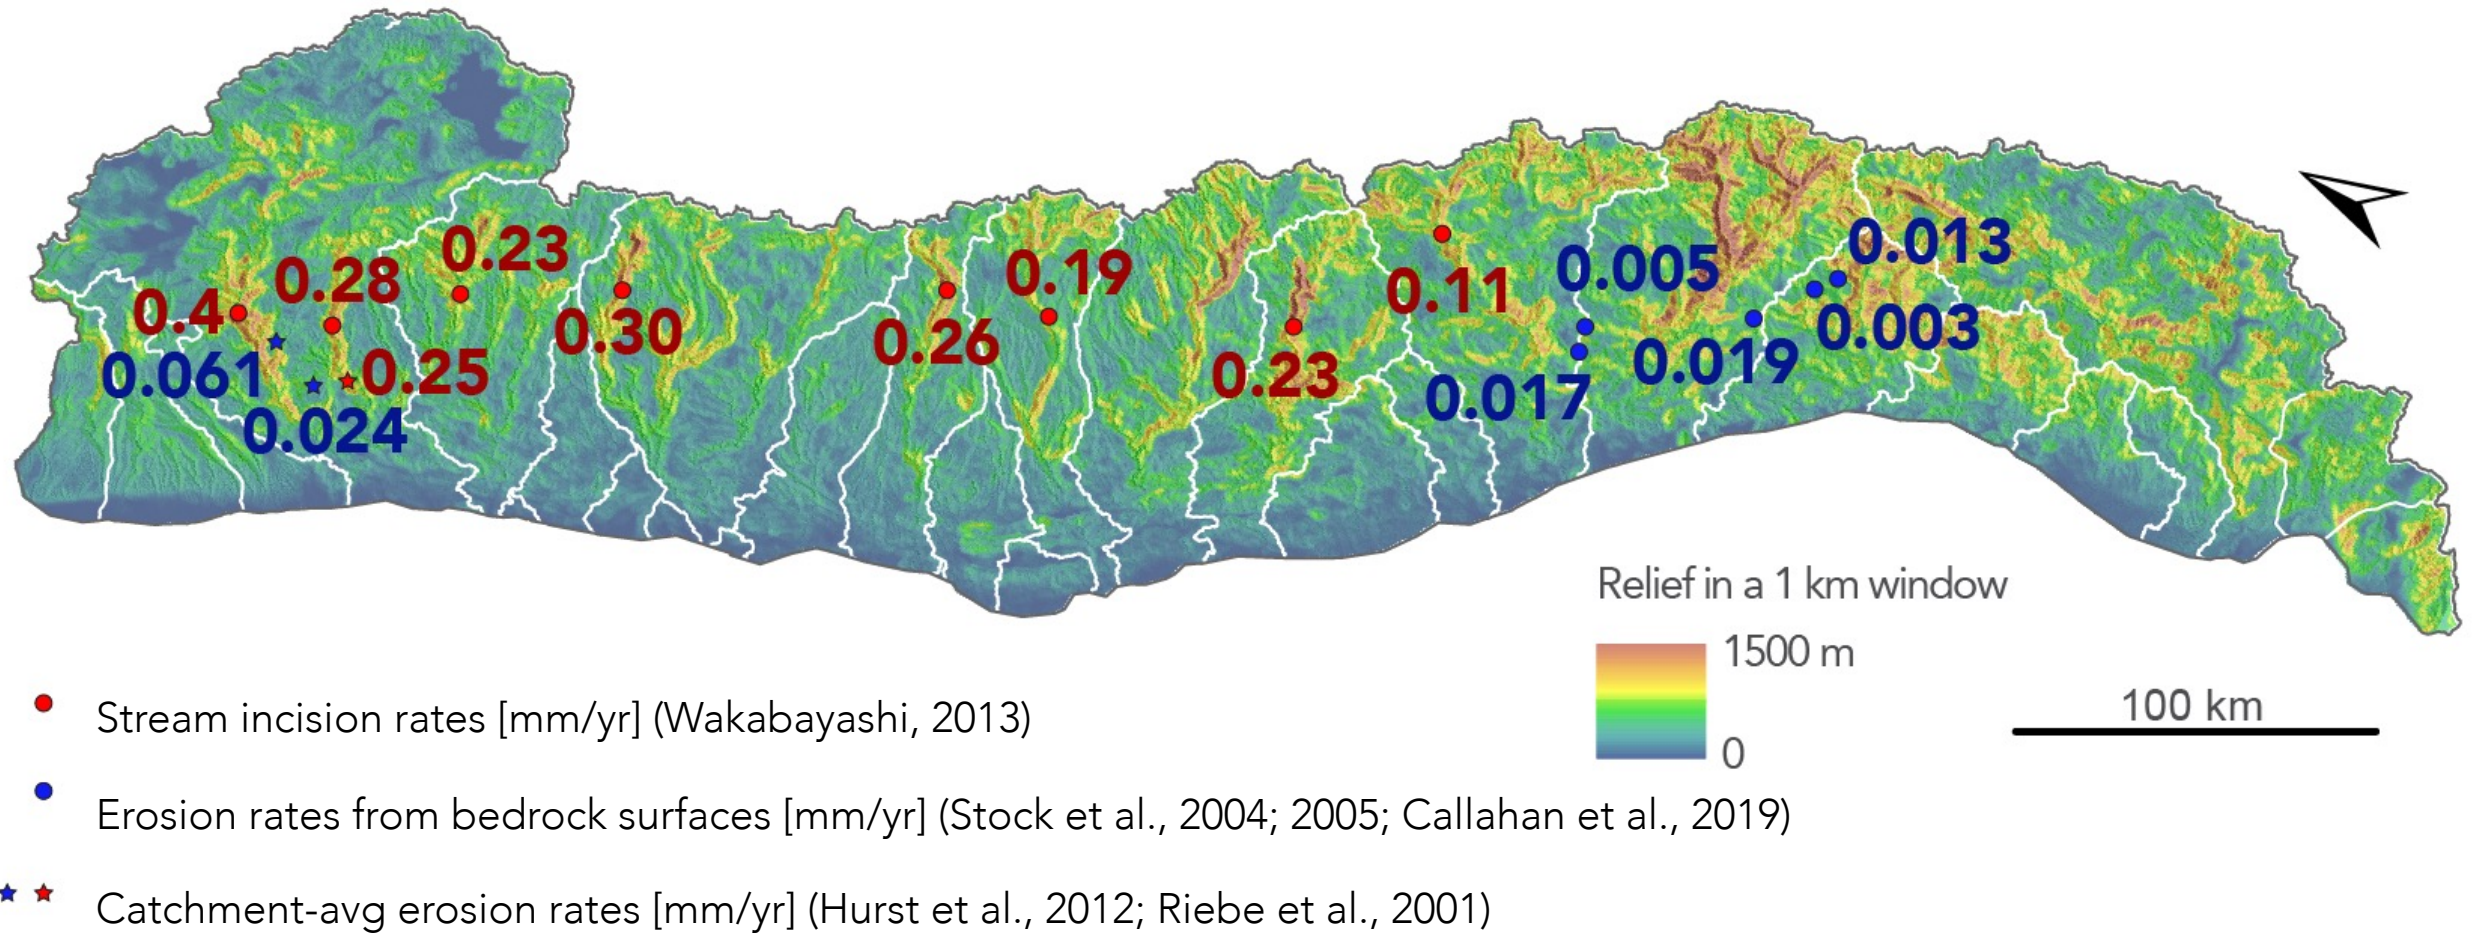 0.013
0.23
0.005
0.28
0.19
0.11
0.4
0.003
0.30
0.26
0.019
0.061
0.25
0.23
0.017
0.024
Relief in a 1 km window
1500 m
0
100 km
Stream incision rates [mm/yr] (Wakabayashi, 2013)
Erosion rates from bedrock surfaces [mm/yr] (Stock et al., 2004; 2005; Callahan et al., 2019)
Catchment-avg erosion rates [mm/yr] (Hurst et al., 2012; Riebe et al., 2001)